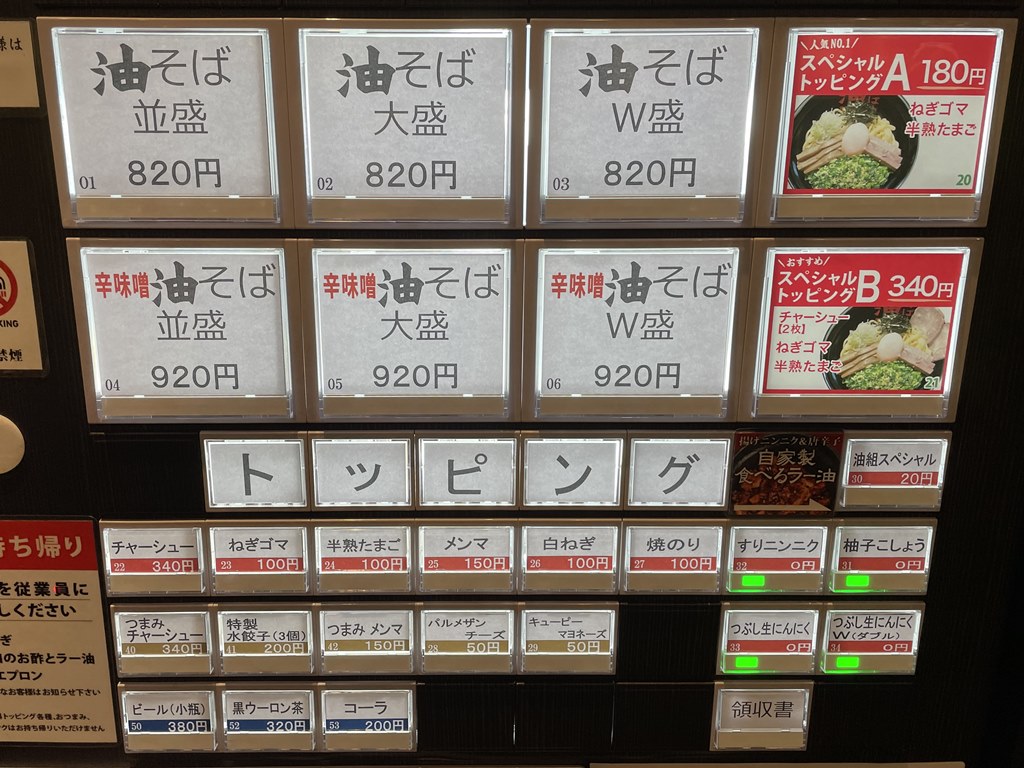 様は
油そば
並盛
01 820円
油そば
大盛
02 820円
油そば
W盛
03 820円
人気NO.1
スペシャル
トッピングA 180円
ねぎゴマ
半熟たまご
20
辛味噌 油そば
並盛
04 920円
辛味噌 油そば
大盛
05 920円
辛味噌 油そば
W盛
06 920円
おすすめ
スペシャル
トッピングB 340円
チャーシュー
【2枚】
ねぎゴマ
半熟たまご
21
KING
禁煙
トッピング
揚げニンニク&唐辛子
自家製
食べるラー油
油組スペシャル
30 20円
チャーシュー
22 340円
ねぎゴマ
23 100円
半熟たまご
24 100円
メンマ
25 150円
白ねぎ
26 100円
焼のり
27 100円
すりニンニク
32 0円
柚子こしょう
31 0円
つまみ
チャーシュー
40 340円
特製
水餃子(3個)
41 200円
つまみ メンマ
42 150円
パルメザン
チーズ
28 50円
キューピー
マヨネーズ
29 50円
つぶし生にんにく
33 0円
つぶし生にんにく
W(ダブル)
34 0円
ビール(小瓶)
50 380円
黒ウーロン茶
52 320円
コーラ
53 200円
領収書
持ち帰り
を従業員に
しください
ぎ
のお酢とラー油
エプロン
なお客様はお知らせ下さい
トッピング各種、おつまみ、
クはお持ち帰りいただけません